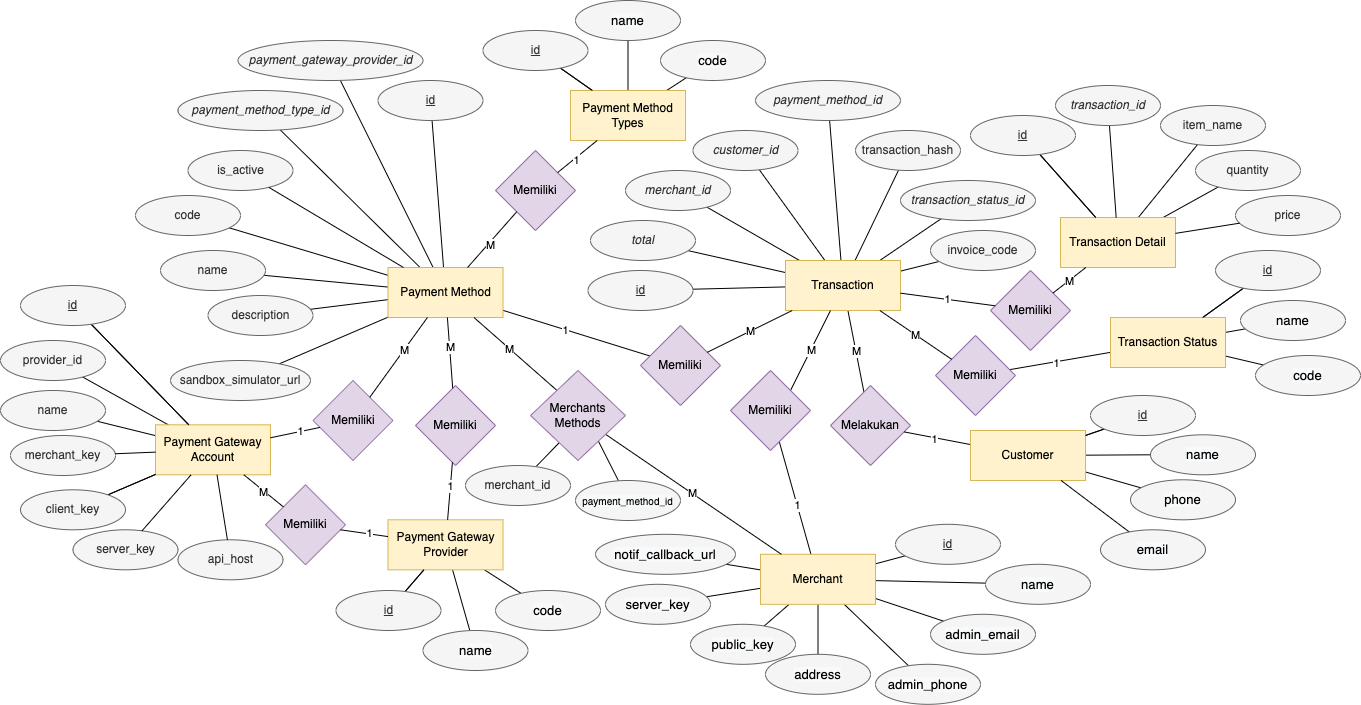 name
id
code
Payment Method
Types
payment_gateway_provider_id
payment_method_type_id
id
is_active
code
name
description
sandbox_simulator_url
Payment Method
1
Memiliki
M
payment_method_id
customer_id
transaction_hash
merchant_id
transaction_status_id
total
invoice_code
id
Transaction
transaction_id
id
item_name
quantity
price
Transaction Detail
1
Memiliki
M
id
name
code
Transaction Status
M
Memiliki
1
1
Memiliki
M
id
provider_id
name
merchant_key
client_key
server_key
api_host
Payment Gateway
Account
M
Memiliki
1
M
Memiliki
1
M
Memiliki
1
Payment Gateway
Provider
id
name
code
M
Merchants
Methods
merchant_id
payment_method_id
M
M
Memiliki
1
M
Melakukan
1
Customer
id
name
phone
email
Merchant
notif_callback_url
server_key
public_key
address
admin_phone
admin_email
name
id